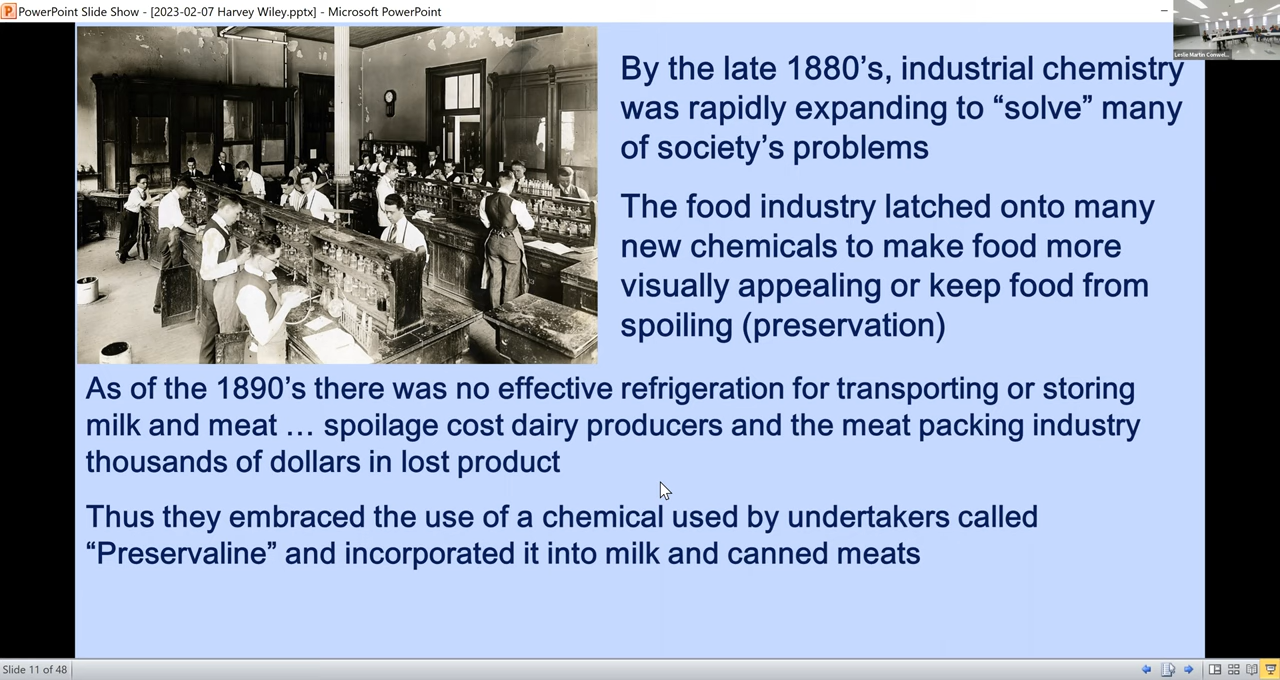 PowerPoint Slide Show - [2023-02-07 Harvey Wiley.pptx] - Microsoft PowerPoint
By the late 1880’s, industrial chemistry
was rapidly expanding to “solve” many
of society’s problems
The food industry latched onto many
new chemicals to make food more
visually appealing or keep food from
spoiling (preservation)
As of the 1890’s there was no effective refrigeration for transporting or storing
milk and meat … spoilage cost dairy producers and the meat packing industry
thousands of dollars in lost product
Thus they embraced the use of a chemical used by undertakers called
“Preservaline” and incorporated it into milk and canned meats
Slide 11 of 48